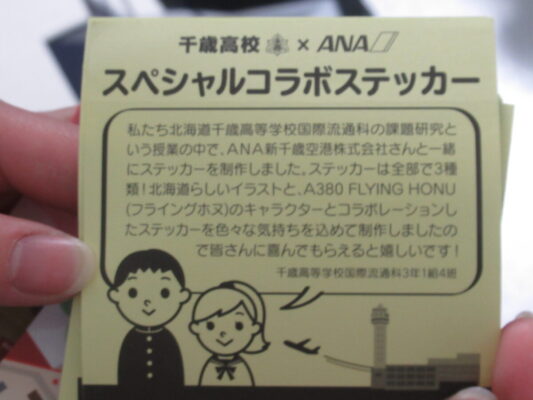 千歳高校 × ANA
スペシャルコラボステッカー
私たち北海道千歳高等学校国際流通科の課題研究と
いう授業の中で、ANA新千歳空港株式会社さんと一緒
にステッカーを制作しました。ステッカーは全部で3種
類!北海道らしいイラストと、A380 FLYING HONU
(フライングホヌ)のキャラクターとコラボレーションし
たステッカーを色々な気持ちを込めて制作しましたの
で皆さんに喜んでもらえると嬉しいです!
千歳高等学校国際流通科3年1組4班